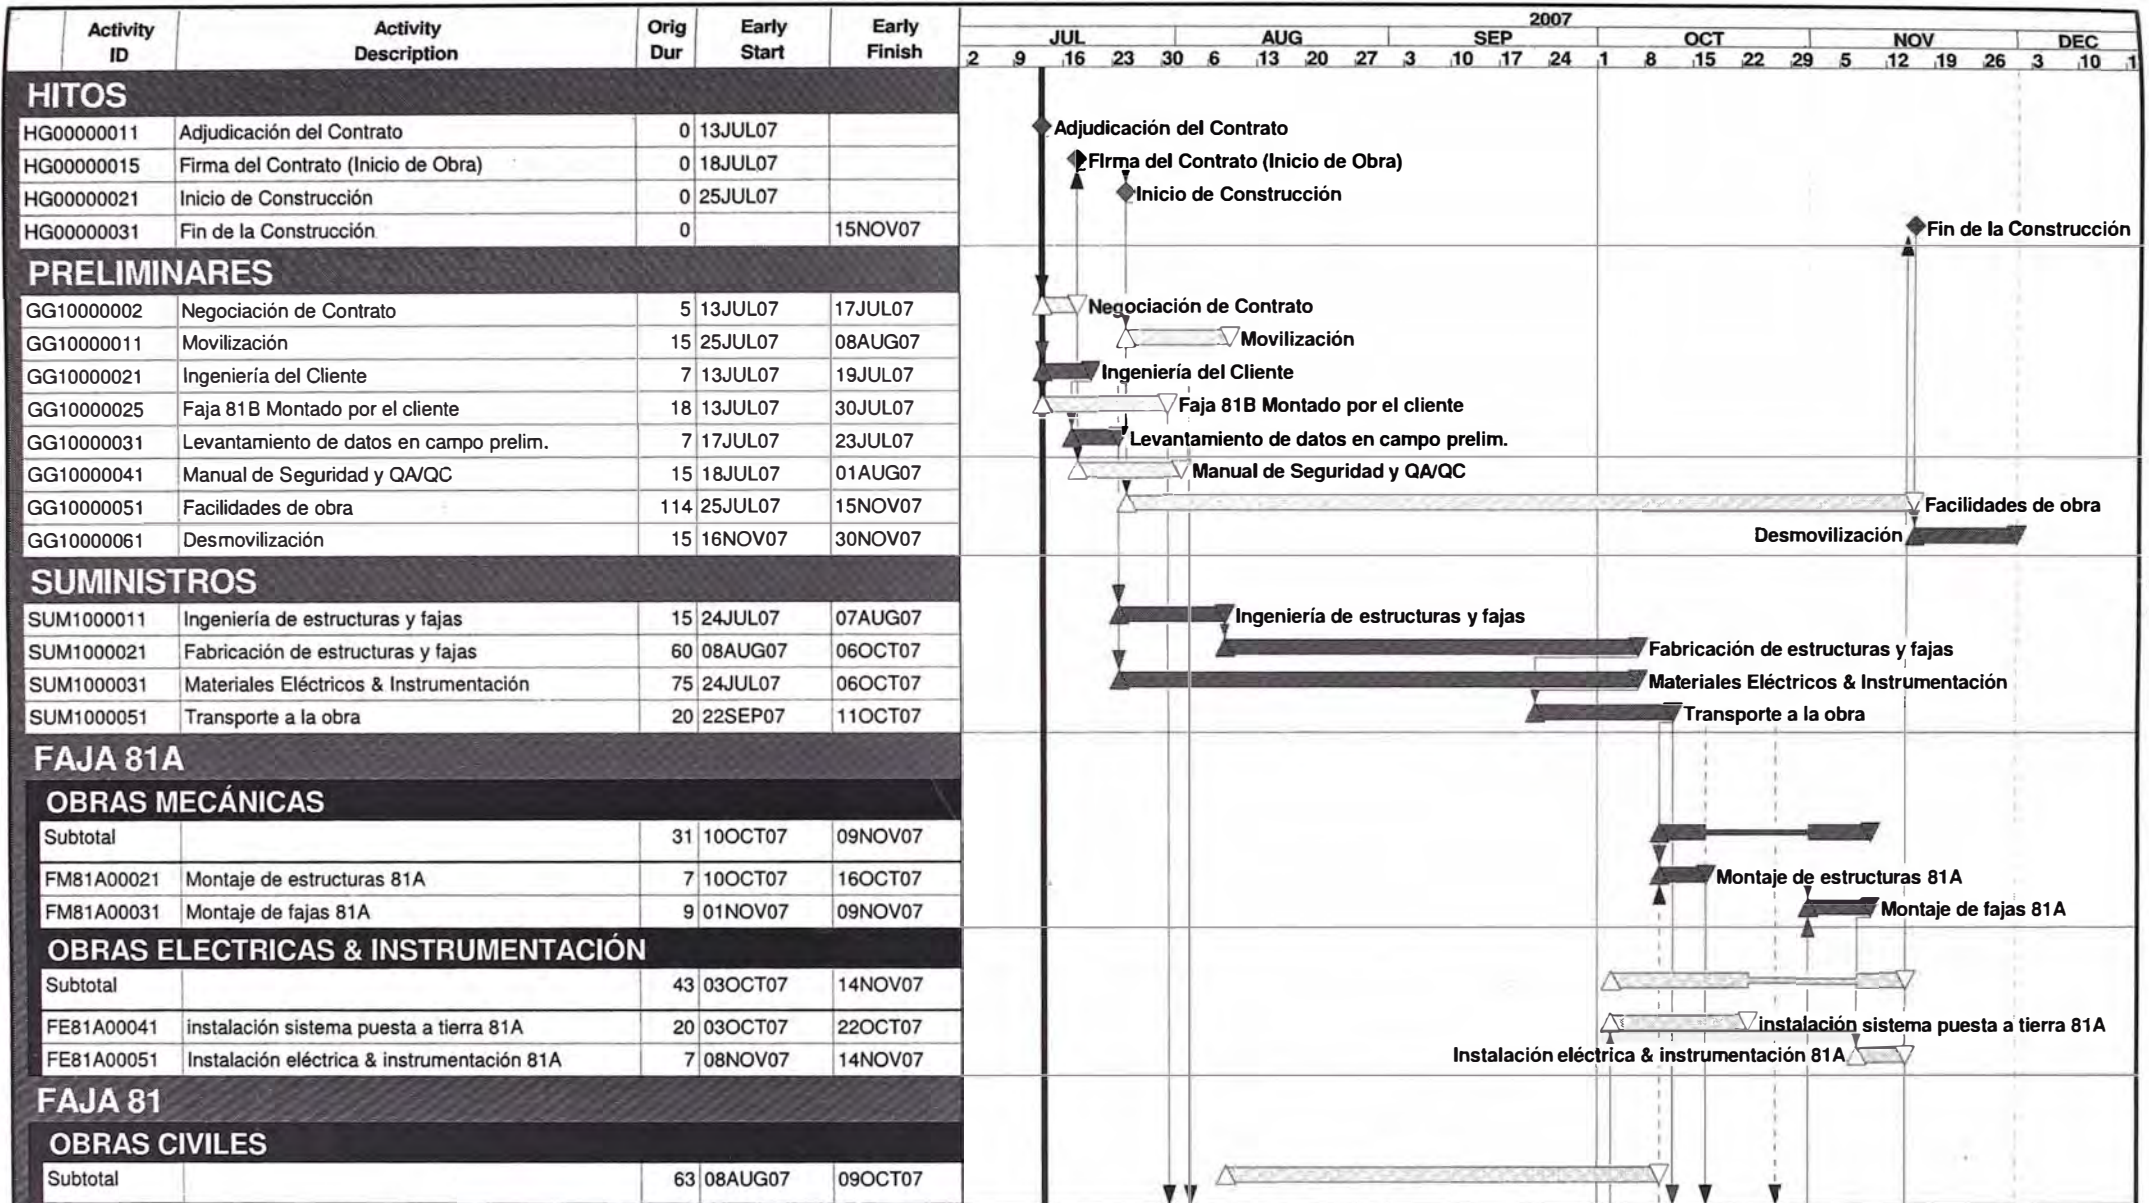 Activity ID Activity Description Orig Dur Early Start Early Finish
2007
JUL AUG SEP OCT NOV DEC
2 9 16 23 30 6 13 20 27 3 10 17 24 1 8 15 22 29 5 12 19 26 3 10 1
HITOS
HG00000011 Adjudicación del Contrato 0 13JUL07 Adjudicación del Contrato
HG00000015 Firma del Contrato (Inicio de Obra) 0 18JUL07 Firma del Contrato (Inicio de Obra)
HG00000021 Inicio de Construcción 0 25JUL07 Inicio de Construcción
HG00000031 Fin de la Construcción 0 15NOV07 Fin de la Construcción
PRELIMINARES
GG10000002 Negociación de Contrato 5 13JUL07 17JUL07 Negociación de Contrato
GG10000011 Movilización 15 25JUL07 08AUG07 Movilización
GG10000021 Ingeniería del Cliente 7 13JUL07 19JUL07 Ingeniería del Cliente
GG10000025 Faja 81B Montado por el cliente 18 13JUL07 30JUL07 Faja 81B Montado por el cliente
GG10000031 Levantamiento de datos en campo prelim. 7 17JUL07 23JUL07 Levantamiento de datos en campo prelim.
GG10000041 Manual de Seguridad y QA/QC 15 18JUL07 01AUG07 Manual de Seguridad y QA/QC
GG10000051 Facilidades de obra 114 25JUL07 15NOV07 Facilidades de obra
GG10000061 Desmovilización 15 16NOV07 30NOV07 Desmovilización
SUMINISTROS
SUM1000011 Ingeniería de estructuras y fajas 15 24JUL07 07AUG07 Ingeniería de estructuras y fajas
SUM1000021 Fabricación de estructuras y fajas 60 08AUG07 06OCT07 Fabricación de estructuras y fajas
SUM1000031 Materiales Eléctricos & Instrumentación 75 24JUL07 06OCT07 Materiales Eléctricos & Instrumentación
SUM1000051 Transporte a la obra 20 22SEP07 11OCT07 Transporte a la obra
FAJA 81A
OBRAS MECÁNICAS
Subtotal 31 10OCT07 09NOV07
FM81A00021 Montaje de estructuras 81A 7 10OCT07 16OCT07 Montaje de estructuras 81A
FM81A00031 Montaje de fajas 81A 9 01NOV07 09NOV07 Montaje de fajas 81A
OBRAS ELECTRICAS & INSTRUMENTACIÓN
Subtotal 43 03OCT07 14NOV07
FE81A00041 instalación sistema puesta a tierra 81A 20 03OCT07 22OCT07 instalación sistema puesta a tierra 81A
FE81A00051 Instalación eléctrica & instrumentación 81A 7 08NOV07 14NOV07 Instalación eléctrica & instrumentación 81A
FAJA 81
OBRAS CIVILES
Subtotal 63 08AUG07 09OCT07